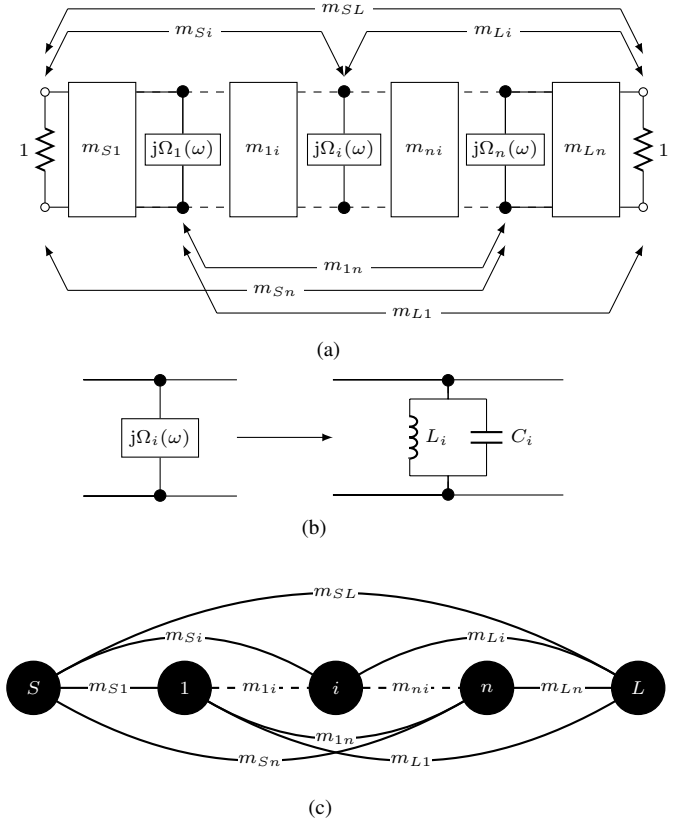 m_{SL}
m_{Si} m_{Li}
1 m_{S1} jΩ_1(ω) m_{1i} jΩ_i(ω) m_{ni} jΩ_n(ω) m_{Ln} 1
m_{1n}
m_{Sn}
m_{L1}
(a)
jΩ_i(ω) L_i C_i
(b)
m_{SL}
m_{Si} m_{Li}
S m_{S1} 1 m_{1i} i m_{ni} n m_{Ln} L
m_{1n}
m_{Sn} m_{L1}
(c)